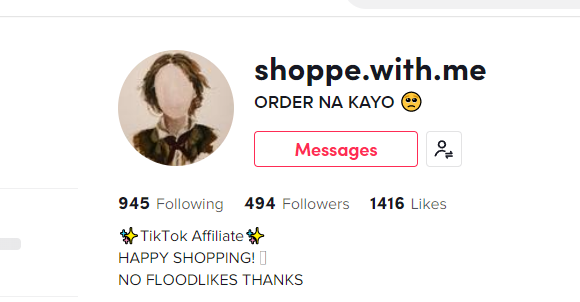 shoppe.with.me
ORDER NA KAYO 🥺
Messages
945 Following 494 Followers 1416 Likes
✨TikTok Affiliate✨
HAPPY SHOPPING!
NO FLOODLIKES THANKS